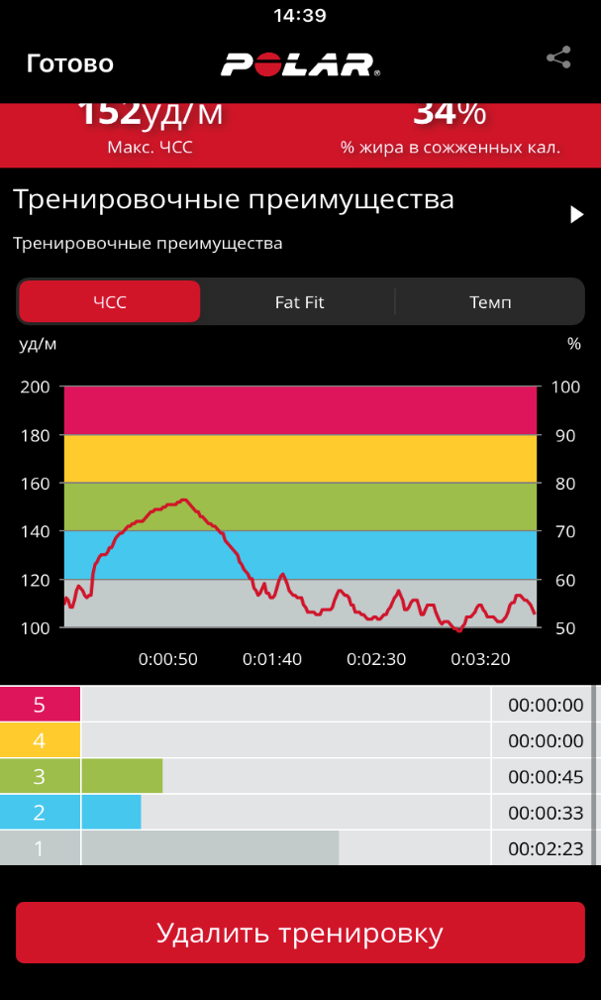 14:39
Готово
POLAR®
152уд/м
34%
Макс. ЧСС
% жира в сожженных кал.
Тренировочные преимущества
Тренировочные преимущества
ЧСС
Fat Fit
Темп
уд/м
%
200
100
180
90
160
80
140
70
120
60
100
50
0:00:50
0:01:40
0:02:30
0:03:20
5
00:00:00
4
00:00:00
3
00:00:45
2
00:00:33
1
00:02:23
Удалить тренировку